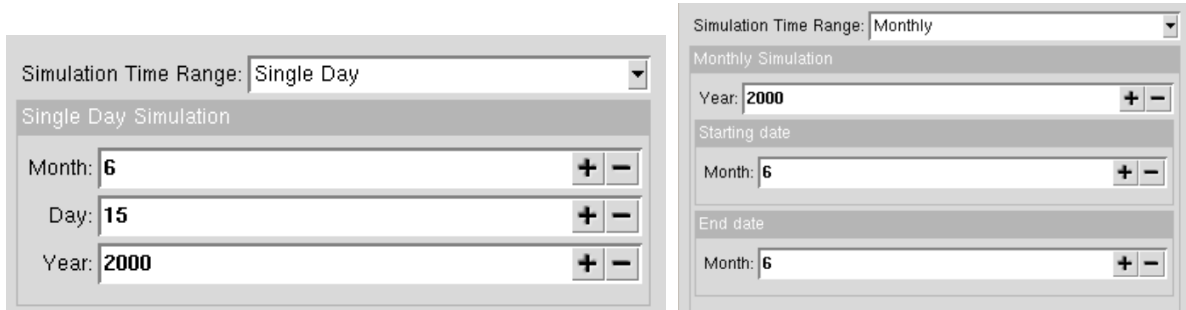 Simulation Time Range: Single Day
Single Day Simulation
Month: 6
Day: 15
Year: 2000
Simulation Time Range: Monthly
Monthly Simulation
Year: 2000
Starting date
Month: 6
End date
Month: 6